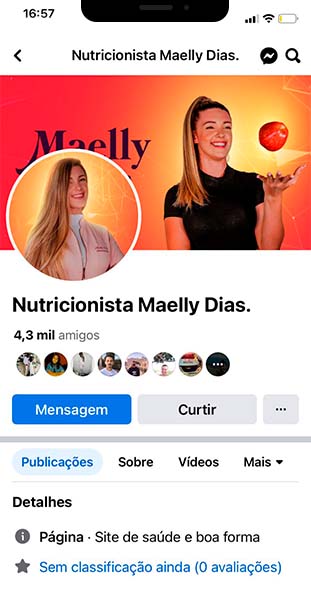 16:57
Nutricionista Maelly Dias.
Maelly
Nutricionista Maelly Dias.
4,3 mil amigos
Mensagem
Curtir
Publicações
Sobre
Vídeos
Mais
Detalhes
Página · Site de saúde e boa forma
Sem classificação ainda (0 avaliações)